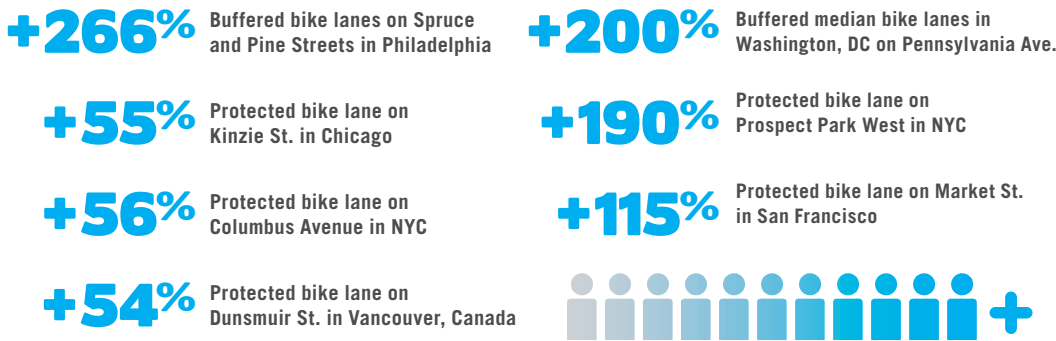 +266%
Buffered bike lanes on Spruce
and Pine Streets in Philadelphia
+55%
Protected bike lane on
Kinzie St. in Chicago
+56%
Protected bike lane on
Columbus Avenue in NYC
+54%
Protected bike lane on
Dunsmuir St. in Vancouver, Canada
+200%
Buffered median bike lanes in
Washington, DC on Pennsylvania Ave.
+190%
Protected bike lane on
Prospect Park West in NYC
+115%
Protected bike lane on Market St.
in San Francisco
+